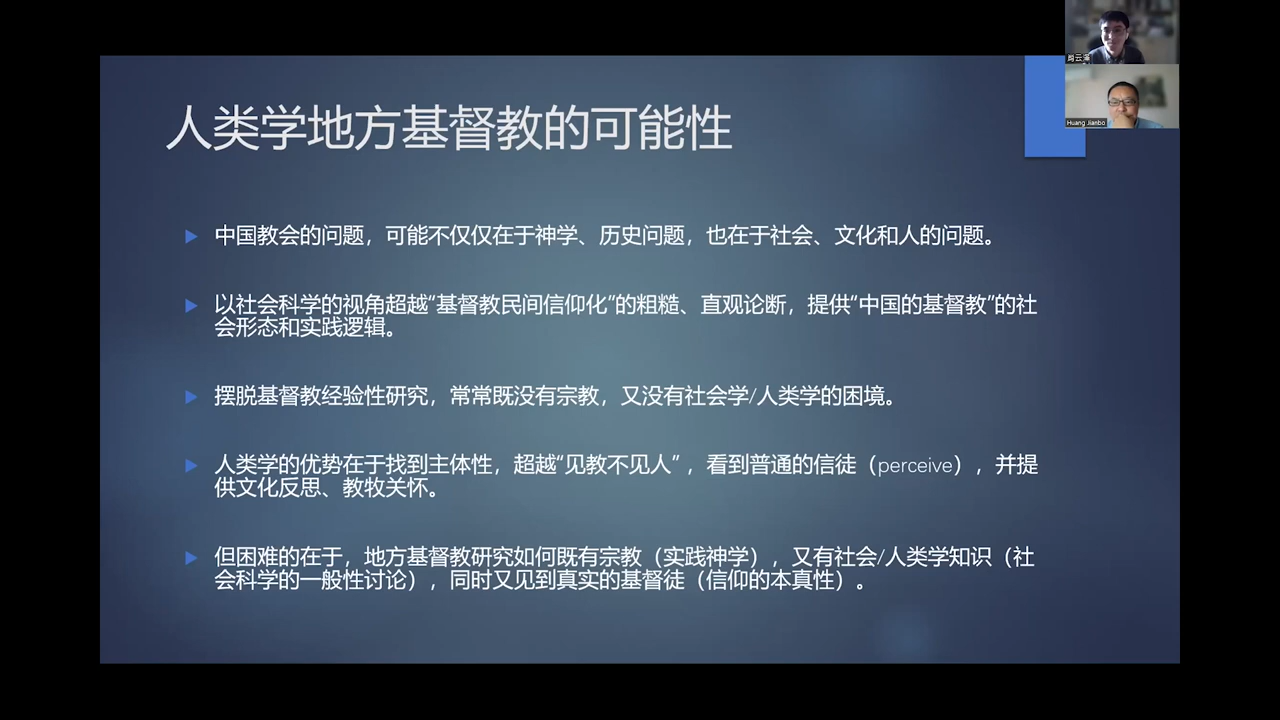 人类学地方基督教的可能性
中国教会的问题，可能不仅仅在于神学、历史问题，也在于社会、文化和人的问题。
以社会科学的视角超越“基督教民间信仰化”的粗糙、直观论断，提供“中国的基督教”的社
会形态和实践逻辑。
摆脱基督教经验性研究，常常既没有宗教，又没有社会学/人类学的困境。
人类学的优势在于找到主体性，超越“见教不见人”，看到普通的信徒（perceive），并提
供文化反思、教牧关怀。
但困难的在于，地方基督教研究如何既有宗教（实践神学），又有社会/人类学知识（社
会科学的一般性讨论），同时又见到真实的基督徒（信仰的本真性）。
Huang Jianbo